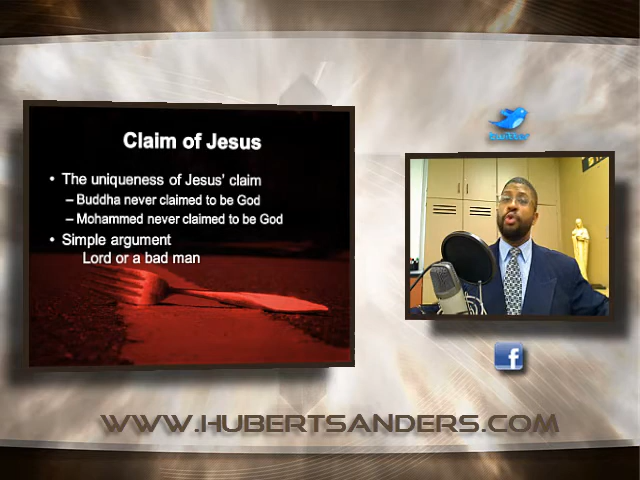 Claim of Jesus
• The uniqueness of Jesus' claim
– Buddha never claimed to be God
– Mohammed never claimed to be God
• Simple argument
Lord or a bad man
twitter
f
WWW.HUBERTSANDERS.COM